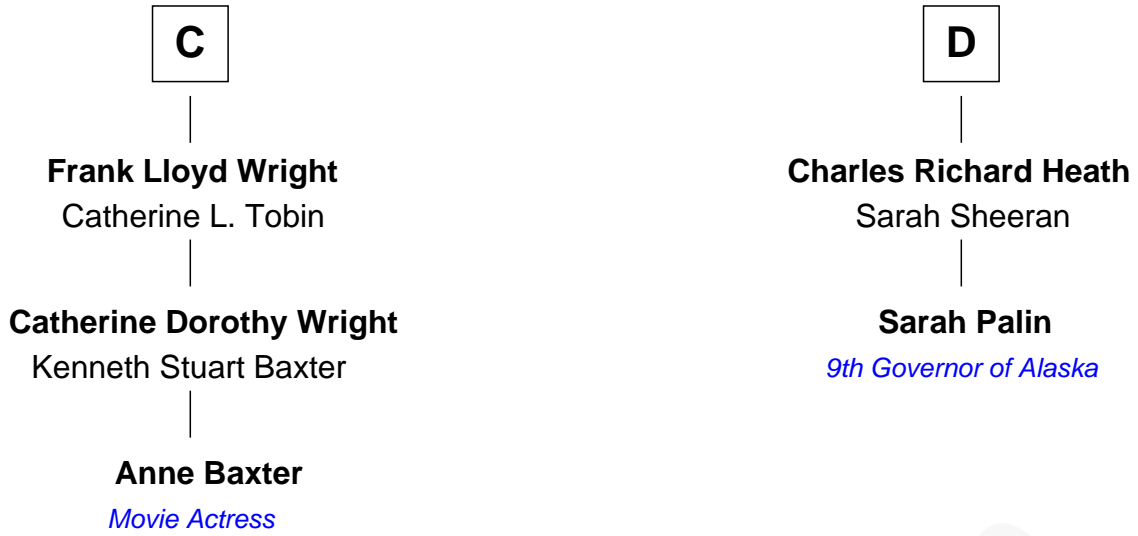 C
Frank Lloyd Wright
Catherine L. Tobin
Catherine Dorothy Wright
Kenneth Stuart Baxter
Anne Baxter
Movie Actress
D
Charles Richard Heath
Sarah Sheeran
Sarah Palin
9th Governor of Alaska